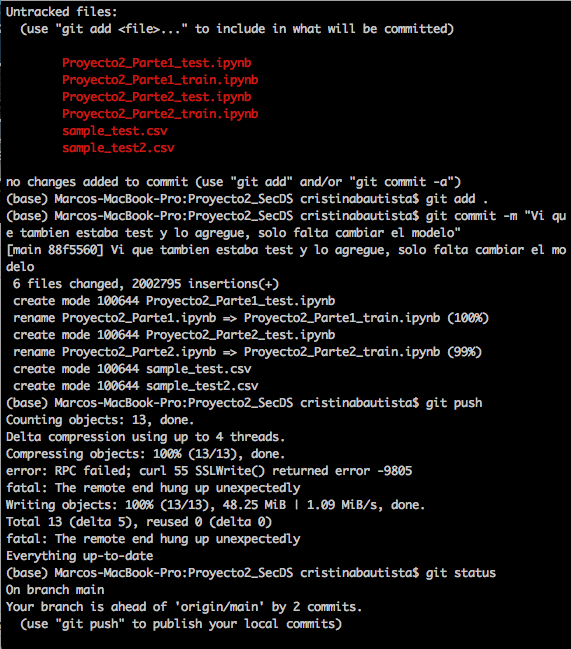 Untracked files:
  (use "git add <file>..." to include in what will be committed)
        Proyecto2_Parte1_test.ipynb
        Proyecto2_Parte1_train.ipynb
        Proyecto2_Parte2_test.ipynb
        Proyecto2_Parte2_train.ipynb
        sample_test.csv
        sample_test2.csv
no changes added to commit (use "git add" and/or "git commit -a")
(base) Marcos-MacBook-Pro:Proyecto2_SecDS cristinabautista$ git add .
(base) Marcos-MacBook-Pro:Proyecto2_SecDS cristinabautista$ git commit -m "Vi qu
e tambien estaba test y lo agregue, solo falta cambiar el modelo"
[main 88f5560] Vi que tambien estaba test y lo agregue, solo falta cambiar el mo
delo
 6 files changed, 2002795 insertions(+)
 create mode 100644 Proyecto2_Parte1_test.ipynb
 rename Proyecto2_Parte1.ipynb => Proyecto2_Parte1_train.ipynb (100%)
 create mode 100644 Proyecto2_Parte2_test.ipynb
 rename Proyecto2_Parte2.ipynb => Proyecto2_Parte2_train.ipynb (99%)
 create mode 100644 sample_test.csv
 create mode 100644 sample_test2.csv
(base) Marcos-MacBook-Pro:Proyecto2_SecDS cristinabautista$ git push
Counting objects: 13, done.
Delta compression using up to 4 threads.
Compressing objects: 100% (13/13), done.
error: RPC failed; curl 55 SSLWrite() returned error -9805
fatal: The remote end hung up unexpectedly
Writing objects: 100% (13/13), 48.25 MiB | 1.09 MiB/s, done.
Total 13 (delta 5), reused 0 (delta 0)
fatal: The remote end hung up unexpectedly
Everything up-to-date
(base) Marcos-MacBook-Pro:Proyecto2_SecDS cristinabautista$ git status
On branch main
Your branch is ahead of 'origin/main' by 2 commits.
  (use "git push" to publish your local commits)